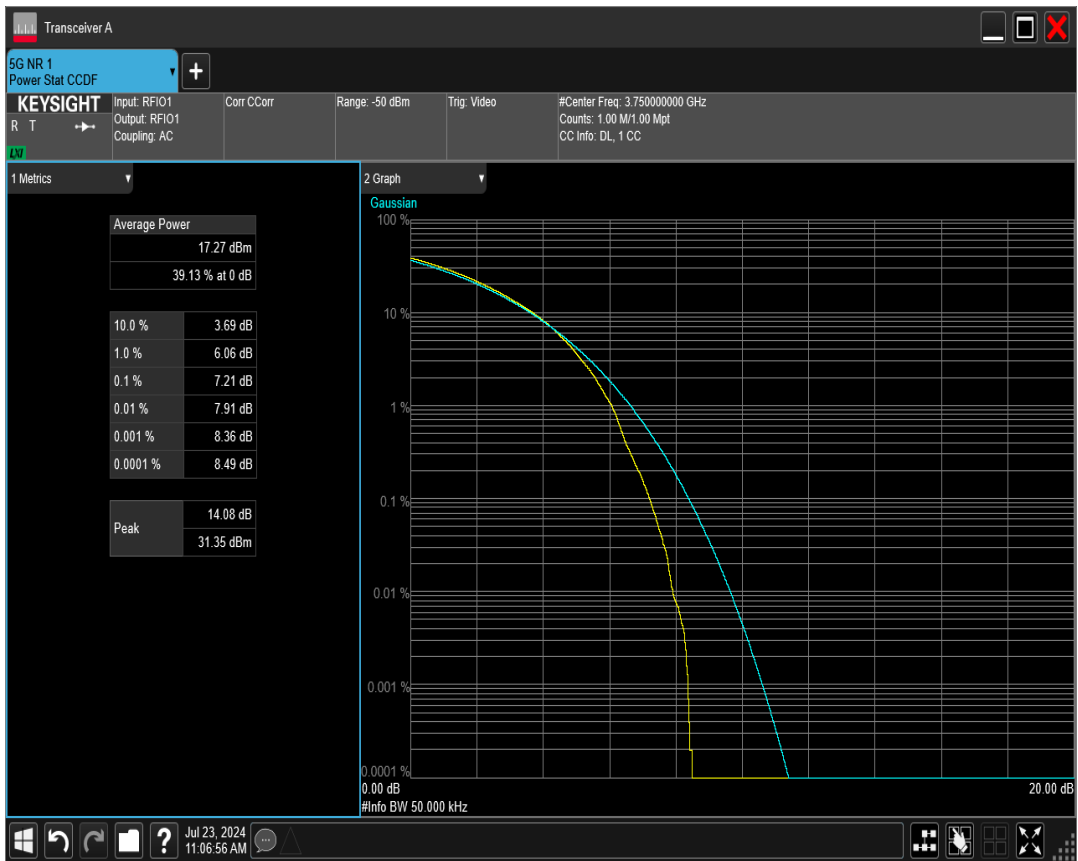 Transceiver A
5G NR 1
Power Stat CCDF
+
KEYSIGHT
R T
LXI
Input: RFIO1
Output: RFIO1
Coupling: AC
Corr CCorr
Range: -50 dBm
Trig: Video
#Center Freq: 3.750000000 GHz
Counts: 1.00 M/1.00 Mpt
CC Info: DL, 1 CC
1 Metrics
Average Power
17.27 dBm
39.13 % at 0 dB
10.0 % 3.69 dB
1.0 % 6.06 dB
0.1 % 7.21 dB
0.01 % 7.91 dB
0.001 % 8.36 dB
0.0001 % 8.49 dB
Peak
14.08 dB
31.35 dBm
2 Graph
Gaussian
100 %
10 %
1 %
0.1 %
0.01 %
0.001 %
0.0001 %
0.00 dB 20.00 dB
#Info BW 50.000 kHz
?
Jul 23, 2024
11:06:56 AM